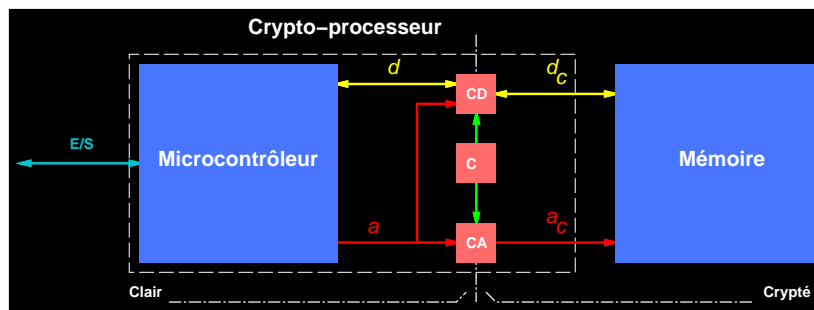 Crypto-processeur
d
d_c
CD
E/S
Microcontrôleur
C
Mémoire
a
a_c
CA
Clair
Crypté